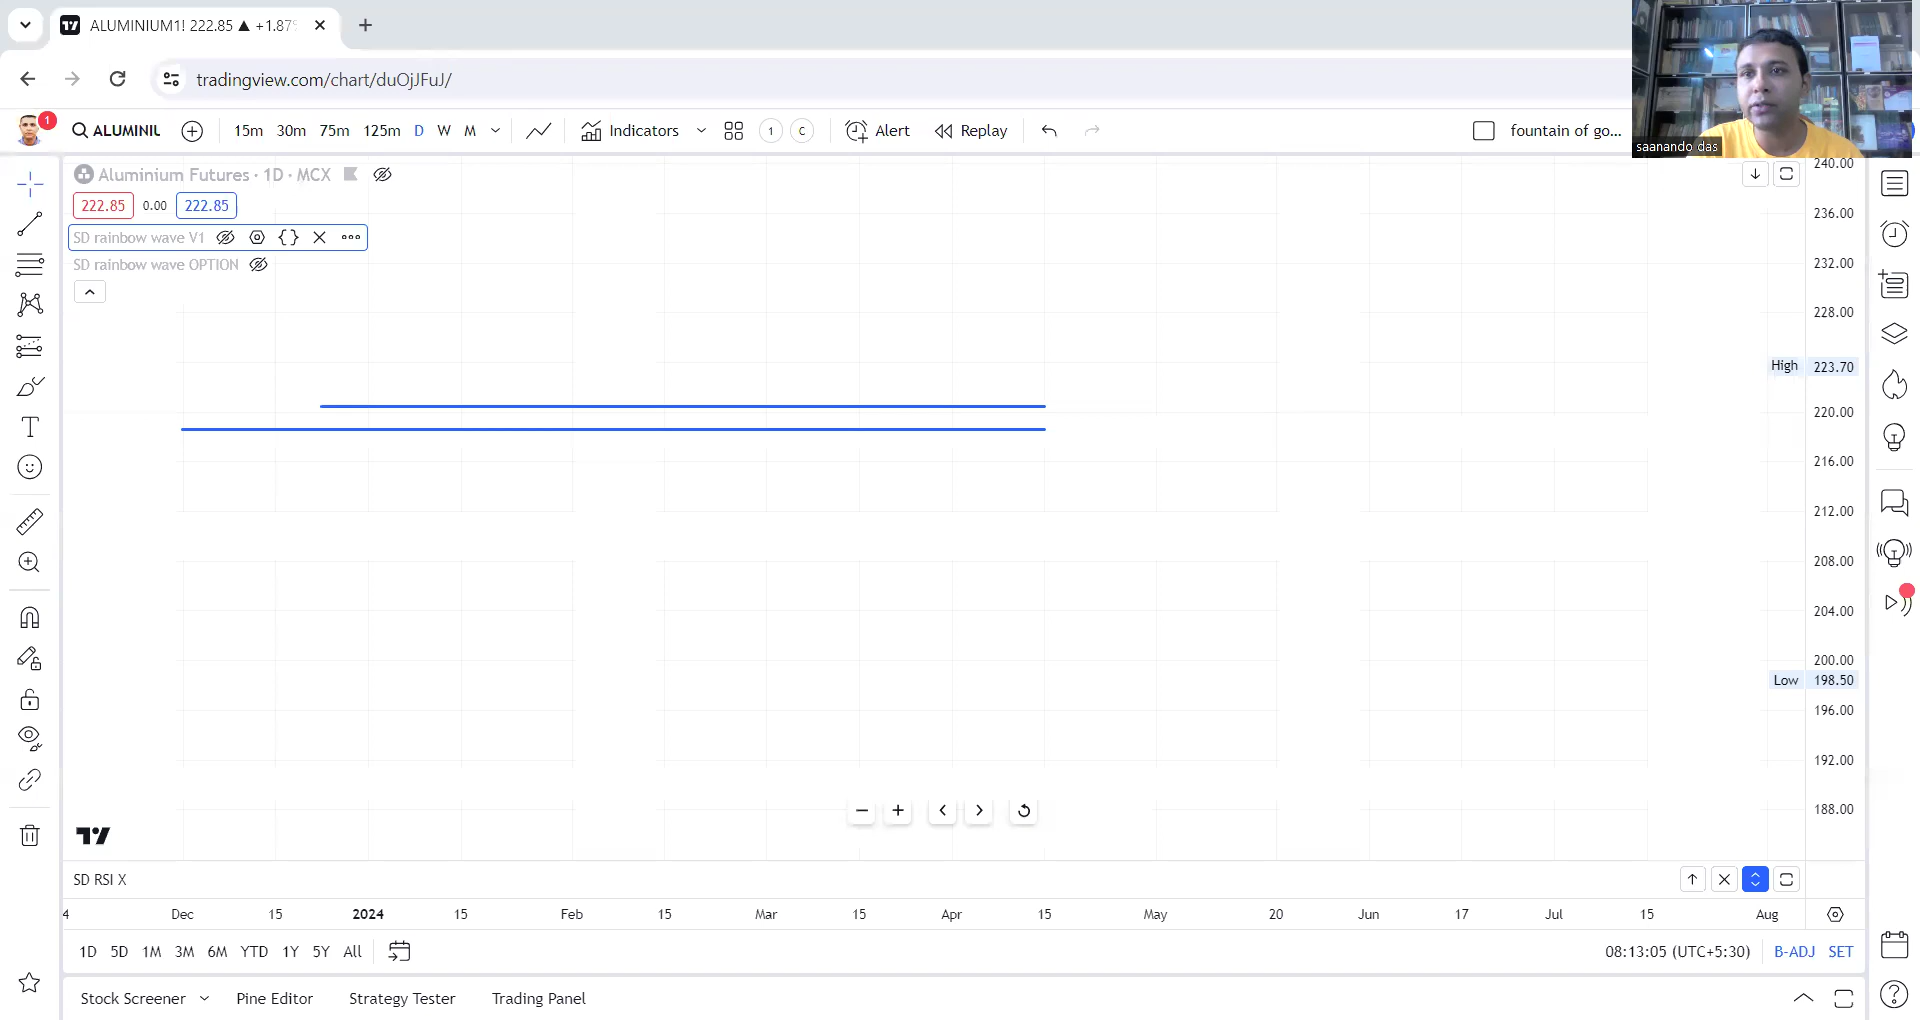 ALUMINIUM1! 222.85 ▲ +1.87%
tradingview.com/chart/duOjJFuJ/
1
ALUMINIU
15m 30m 75m 125m D W M
Indicators
1 C
Alert
Replay
fountain of go...
saanando das
Aluminium Futures · 1D · MCX
222.85 0.00 222.85
SD rainbow wave V1
SD rainbow wave OPTION
240.00
236.00
232.00
228.00
High 223.70
220.00
216.00
212.00
208.00
204.00
200.00
Low 198.50
196.00
192.00
188.00
SD RSI X
4 Dec 15 2024 15 Feb 15 Mar 15 Apr 15 May 20 Jun 17 Jul 15 Aug
1D 5D 1M 3M 6M YTD 1Y 5Y All
08:13:05 (UTC+5:30) B-ADJ SET
Stock Screener Pine Editor Strategy Tester Trading Panel